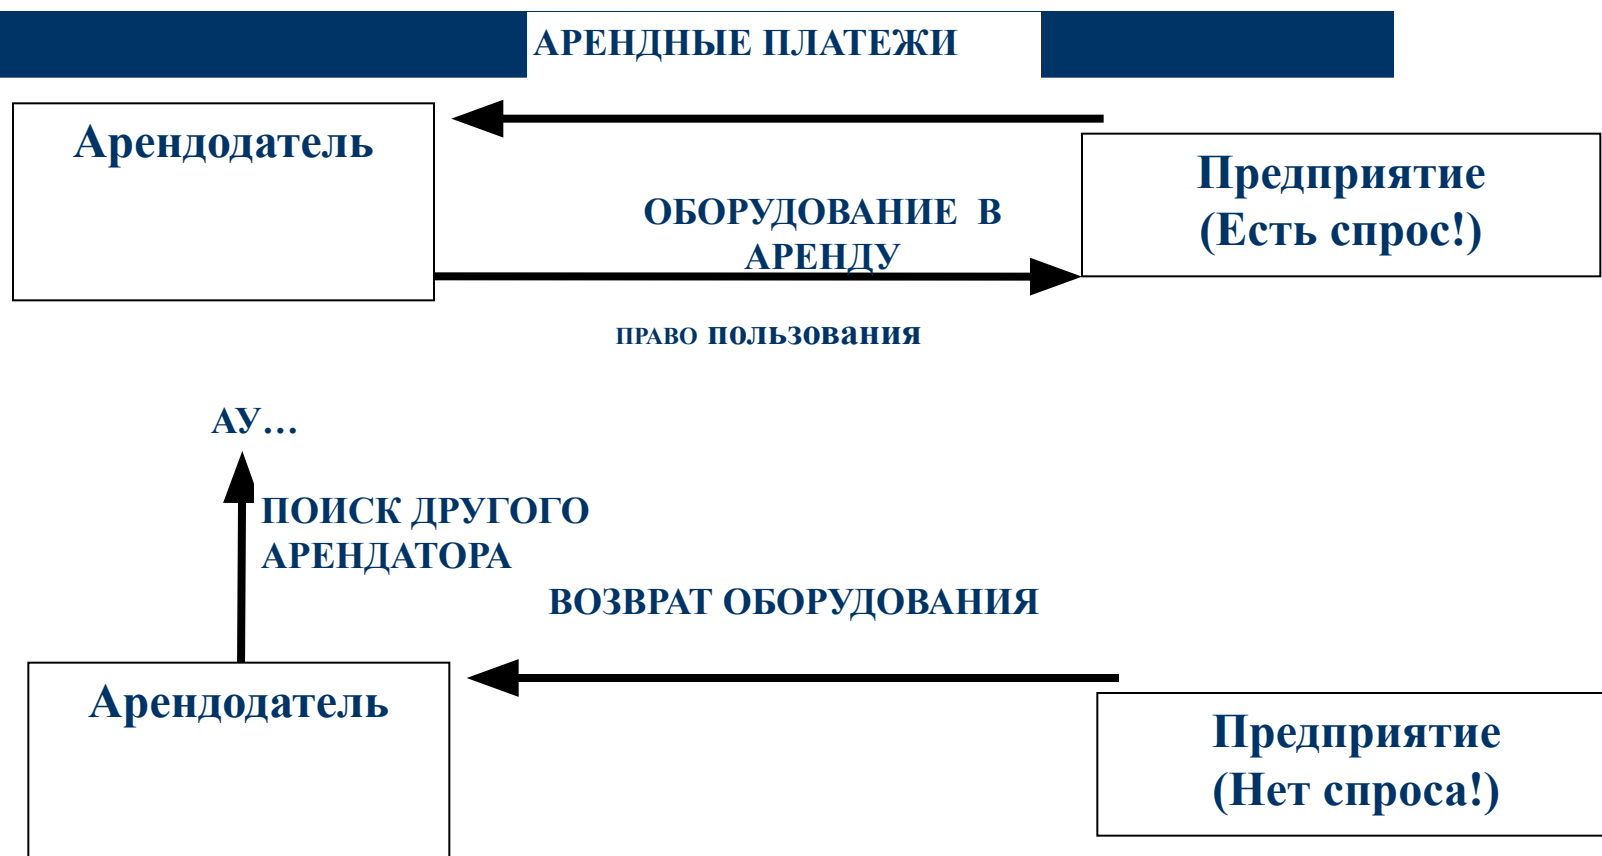 АРЕНДНЫЕ ПЛАТЕЖИ
Арендодатель
Предприятие
(Есть спрос!)
ОБОРУДОВАНИЕ В
АРЕНДУ
ПРАВО пользования
АУ…
ПОИСК ДРУГОГО
АРЕНДАТОРА
ВОЗВРАТ ОБОРУДОВАНИЯ
Арендодатель
Предприятие
(Нет спроса!)